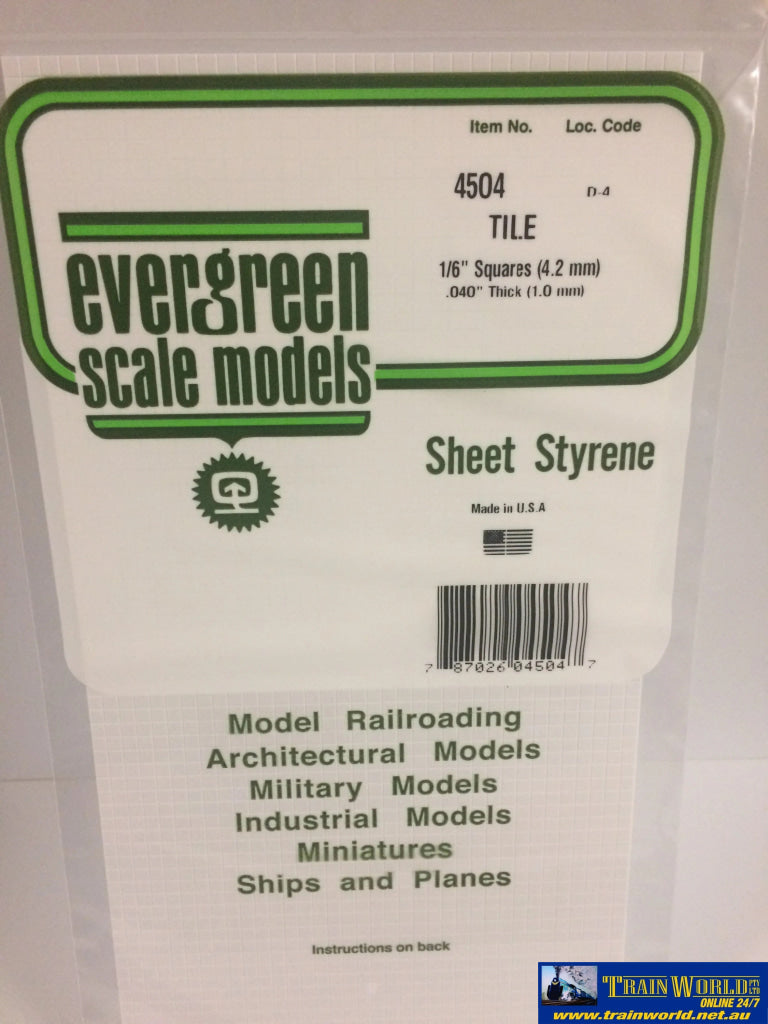 Item No. Loc. Code
4504 D-4
TILE
1/6" Squares (4.2 mm)
.040" Thick (1.0 mm)
evergreen
scale models
Sheet Styrene
Made in U.S.A
7 87026 04504 7
Model Railroading
Architectural Models
Military Models
Industrial Models
Miniatures
Ships and Planes
Instructions on back
TRAIN WORLD PTY LTD
ONLINE 24/7
www.trainworld.net.au